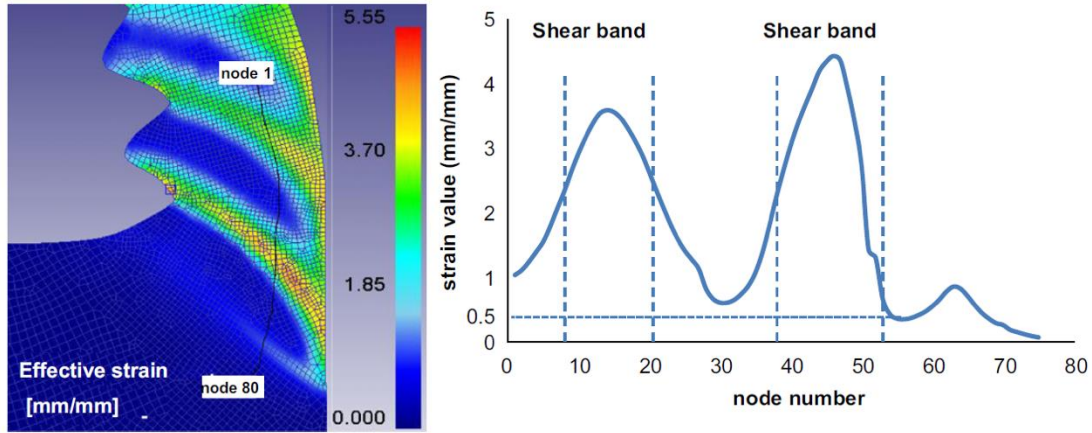 5.55
node 1
3.70
1.85
Effective strain
node 80
[mm/mm]
0.000
Shear band
Shear band
strain value (mm/mm)
5
4
3
2
1
0.5
0
0 10 20 30 40 50 60 70 80
node number